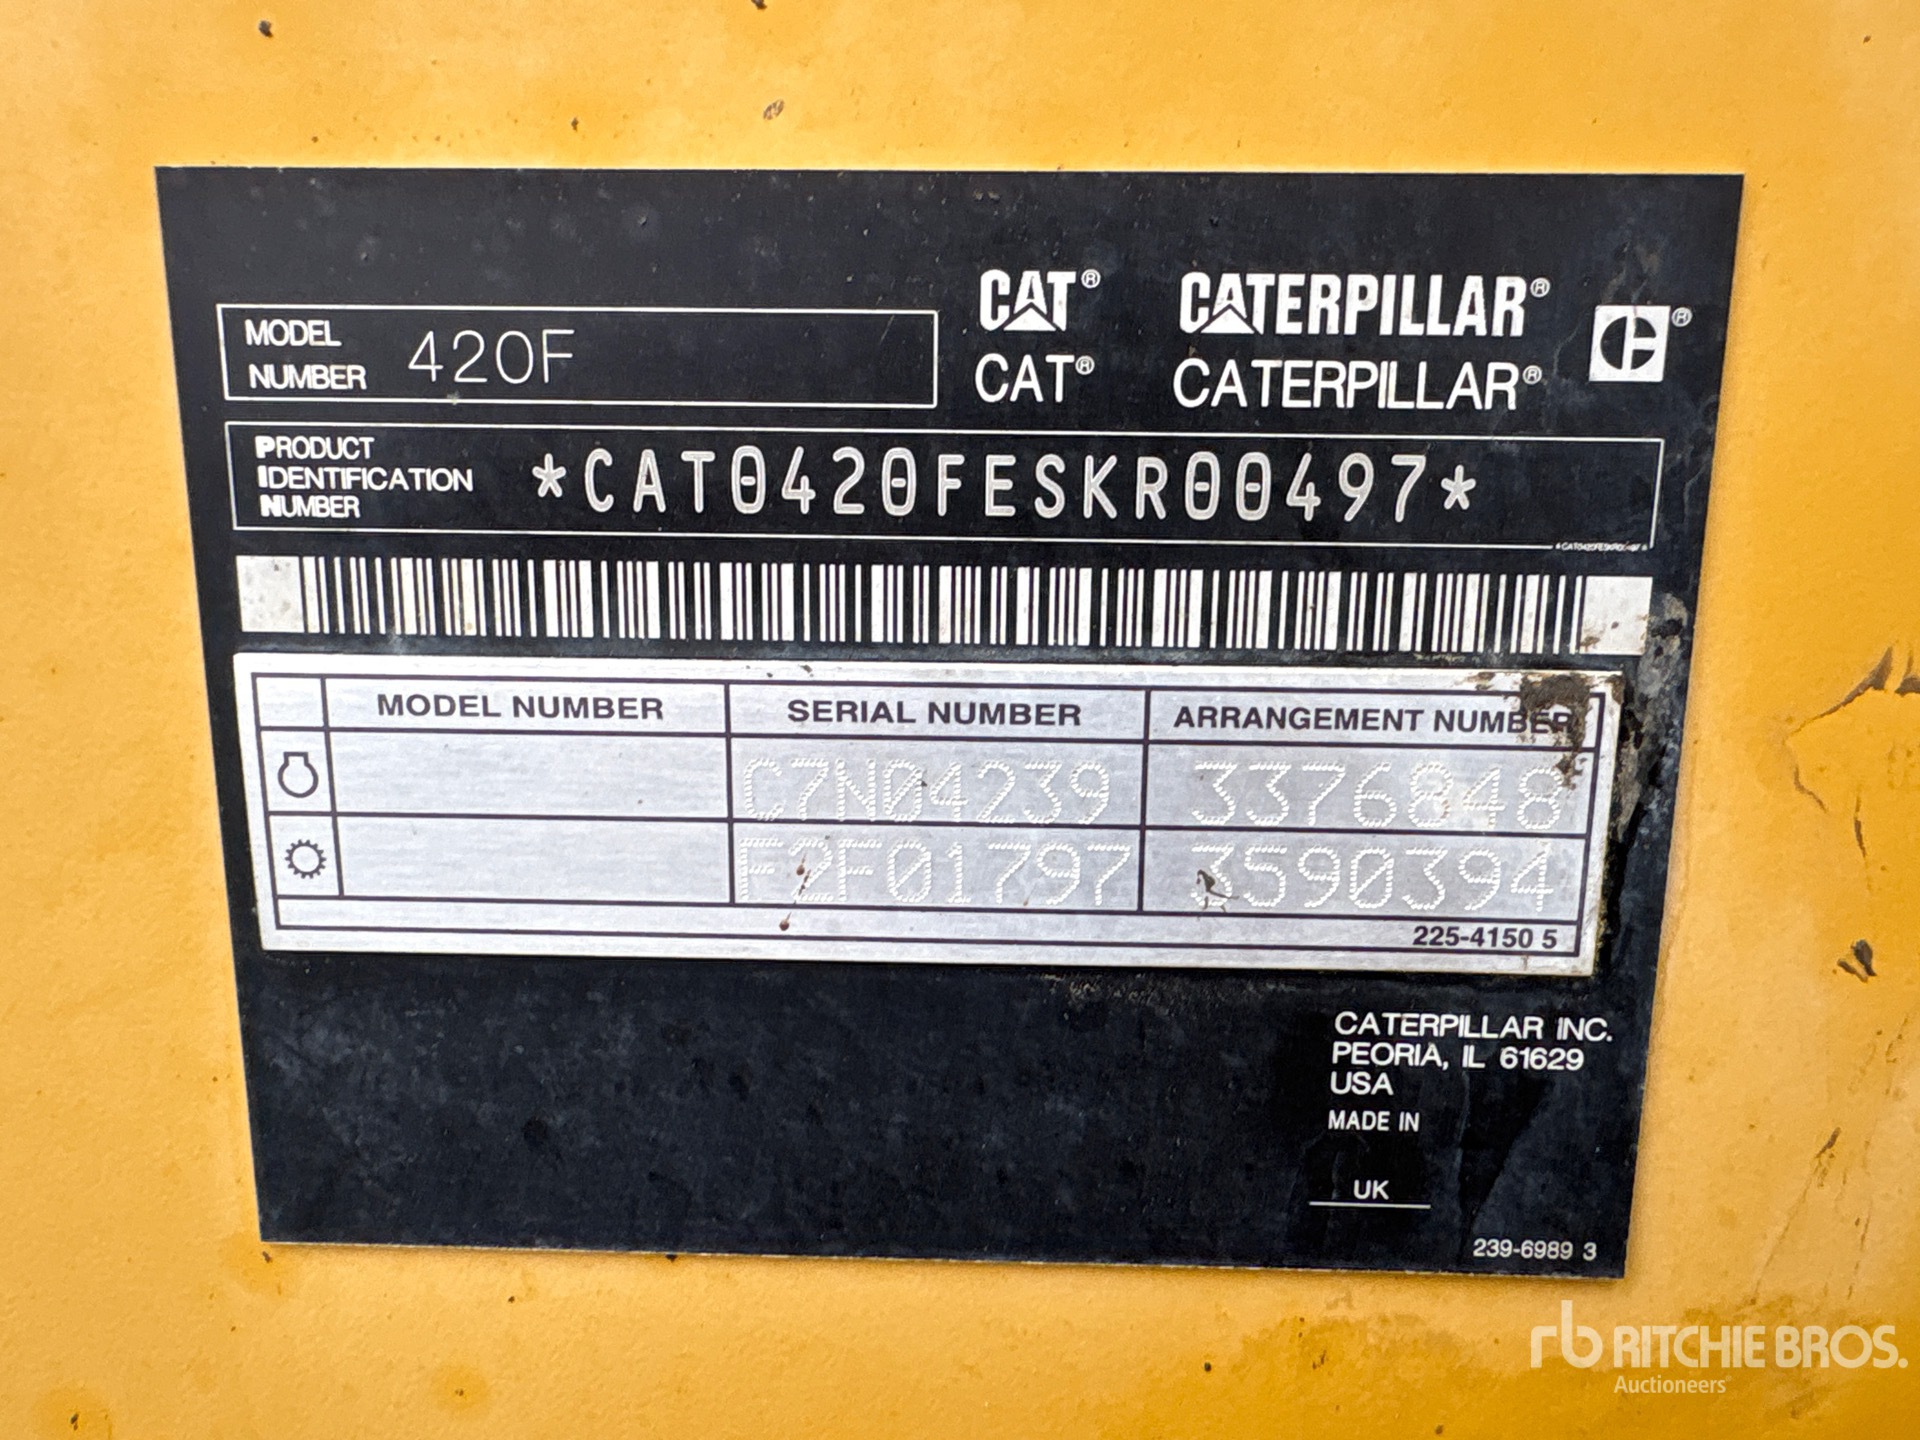 CAT® CATERPILLAR®
CAT® CATERPILLAR®
MODEL NUMBER 420F
PRODUCT IDENTIFICATION NUMBER *CAT0420FESKR00497*
*CAT0420FESKR00497*
MODEL NUMBER SERIAL NUMBER ARRANGEMENT NUMBER
C7N04239 3376848
F2F01797 3590394
225-4150 5
CATERPILLAR INC.
PEORIA, IL 61629
USA
MADE IN
UK
239-6989 3
rb RITCHIE BROS.
Auctioneers